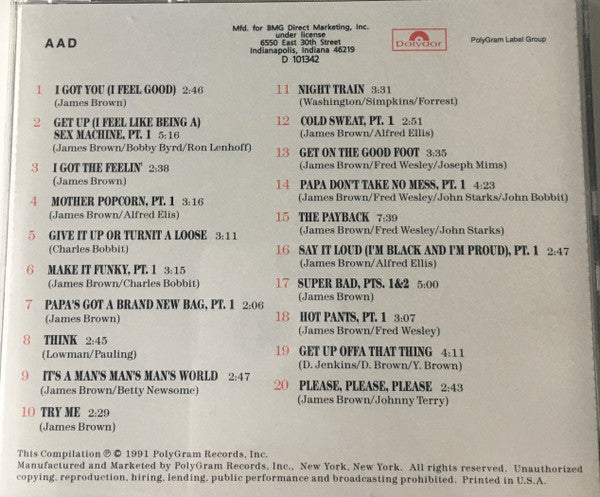 AAD
Mfd. for BMG Direct Marketing, Inc.
under license
6550 East 30th Street
Indianapolis, Indiana 46219
D 101342
Polydor
PolyGram Label Group
1 I GOT YOU (I FEEL GOOD) 2:46
(James Brown)
2 GET UP (I FEEL LIKE BEING A)
SEX MACHINE, PT. 1 5:16
(James Brown/Bobby Byrd/Ron Lenhoff)
3 I GOT THE FEELIN' 2:38
(James Brown)
4 MOTHER POPCORN, PT. 1 3:16
(James Brown/Alfred Elis)
5 GIVE IT UP OR TURNIT A LOOSE 3:11
(Charles Bobbit)
6 MAKE IT FUNKY, PT. 1 3:15
(James Brown/Charles Bobbit)
7 PAPA'S GOT A BRAND NEW BAG, PT. 1 2:06
(James Brown)
8 THINK 2:45
(Lowman/Pauling)
9 IT'S A MAN'S MAN'S MAN'S WORLD 2:47
(James Brown/Betty Newsome)
10 TRY ME 2:29
(James Brown)
11 NIGHT TRAIN 3:31
(Washington/Simpkins/Forrest)
12 COLD SWEAT, PT. 1 2:51
(James Brown/Alfred Ellis)
13 GET ON THE GOOD FOOT 3:35
(James Brown/Fred Wesley/Joseph Mims)
14 PAPA DON'T TAKE NO MESS, PT. 1 4:23
(James Brown/Fred Wesley/John Starks/John Bobbit)
15 THE PAYBACK 7:39
(James Brown/Fred Wesley/John Starks)
16 SAY IT LOUD (I'M BLACK AND I'M PROUD), PT. 1 2:47
(James Brown/Alfred Ellis)
17 SUPER BAD, PTS. 1&2 5:00
(James Brown)
18 HOT PANTS, PT. 1 3:07
(James Brown/Fred Wesley)
19 GET UP OFFA THAT THING 4:11
(D. Jenkins/D. Brown/Y. Brown)
20 PLEASE, PLEASE, PLEASE 2:43
(James Brown/Johnny Terry)
This Compilation ℗ © 1991 PolyGram Records, Inc.
Manufactured and Marketed by PolyGram Records, Inc., New York, New York. All rights reserved. Unauthorized
copying, reproduction, hiring, lending, public performance and broadcasting prohibited. Printed in U.S.A.